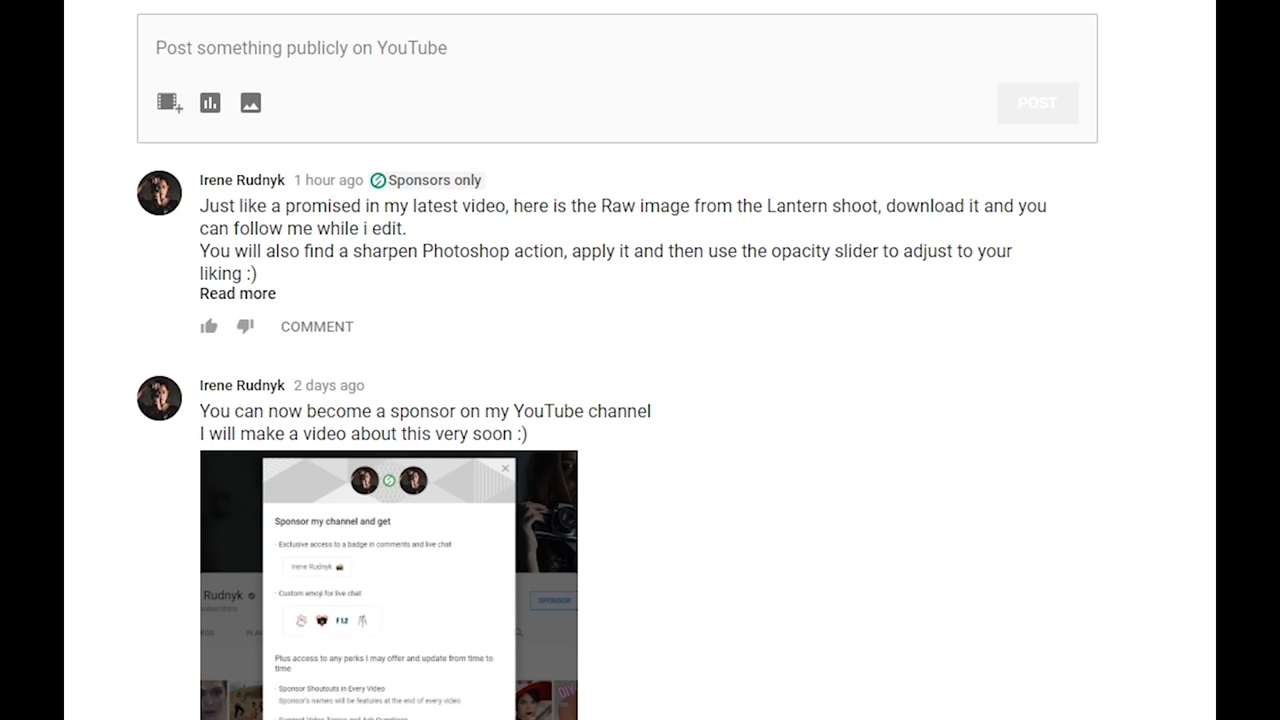 Post something publicly on YouTube
POST
Irene Rudnyk 1 hour ago Sponsors only
Just like a promised in my latest video, here is the Raw image from the Lantern shoot, download it and you
can follow me while i edit.
You will also find a sharpen Photoshop action, apply it and then use the opacity slider to adjust to your
liking :)
Read more
COMMENT
Irene Rudnyk 2 days ago
You can now become a sponsor on my YouTube channel
I will make a video about this very soon :)
Sponsor my channel and get
· Exclusive access to a badge in comments and live chat
Irene Rudnyk
· Custom emoji for live chat
Rudnyk
SPONSOR
F1.2
Plus access to any perks I may offer and update from time to
time
· Sponsor Shoutouts in Every Video
Sponsor's names will be features at the end of every video
DIY